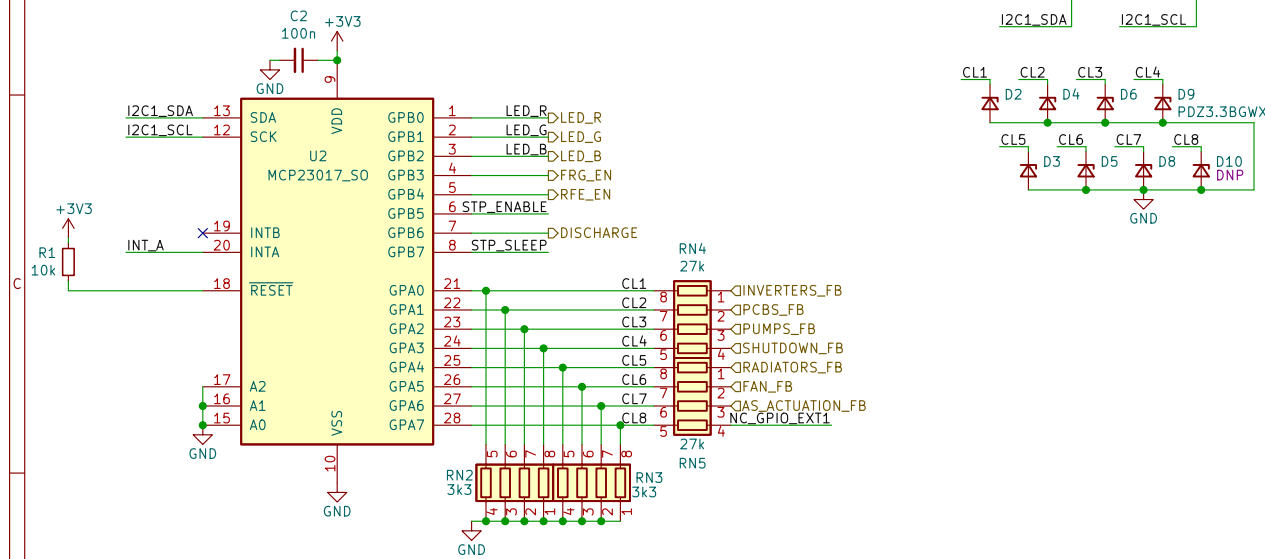 C2
100n
+3V3
GND
9
VDD
I2C1_SDA
I2C1_SCL
13
12
SDA
SCK
U2
MCP23017_SO
GPB0
GPB1
GPB2
GPB3
GPB4
GPB5
GPB6
GPB7
1
2
3
4
5
6
7
8
LED_R
LED_G
LED_B
STP_ENABLE
STP_SLEEP
LED_R
LED_G
LED_B
FRG_EN
RFE_EN
DISCHARGE
+3V3
R1
10k
INT_A
19
20
18
INTB
INTA
RESET
GPA0
GPA1
GPA2
GPA3
GPA4
GPA5
GPA6
GPA7
21
22
23
24
25
26
27
28
CL1
CL2
CL3
CL4
CL5
CL6
CL7
CL8
RN4
27k
8 1
7 2
6 3
5 4
8 1
7 2
6 3
5 4
27k
RN5
INVERTERS_FB
PCBS_FB
PUMPS_FB
SHUTDOWN_FB
RADIATORS_FB
FAN_FB
AS_ACTUATION_FB
NC_GPIO_EXT1
17
16
15
A2
A1
A0
GND
VSS
10
GND
5 6 7 8 5 6 7 8
RN2
3k3
RN3
3k3
4 3 2 1 4 3 2 1
GND
I2C1_SDA
I2C1_SCL
CL1
CL2
CL3
CL4
D2
D4
D6
D9
PDZ3.3BGWX
CL5
CL6
CL7
CL8
D3
D5
D8
D10
DNP
GND
C